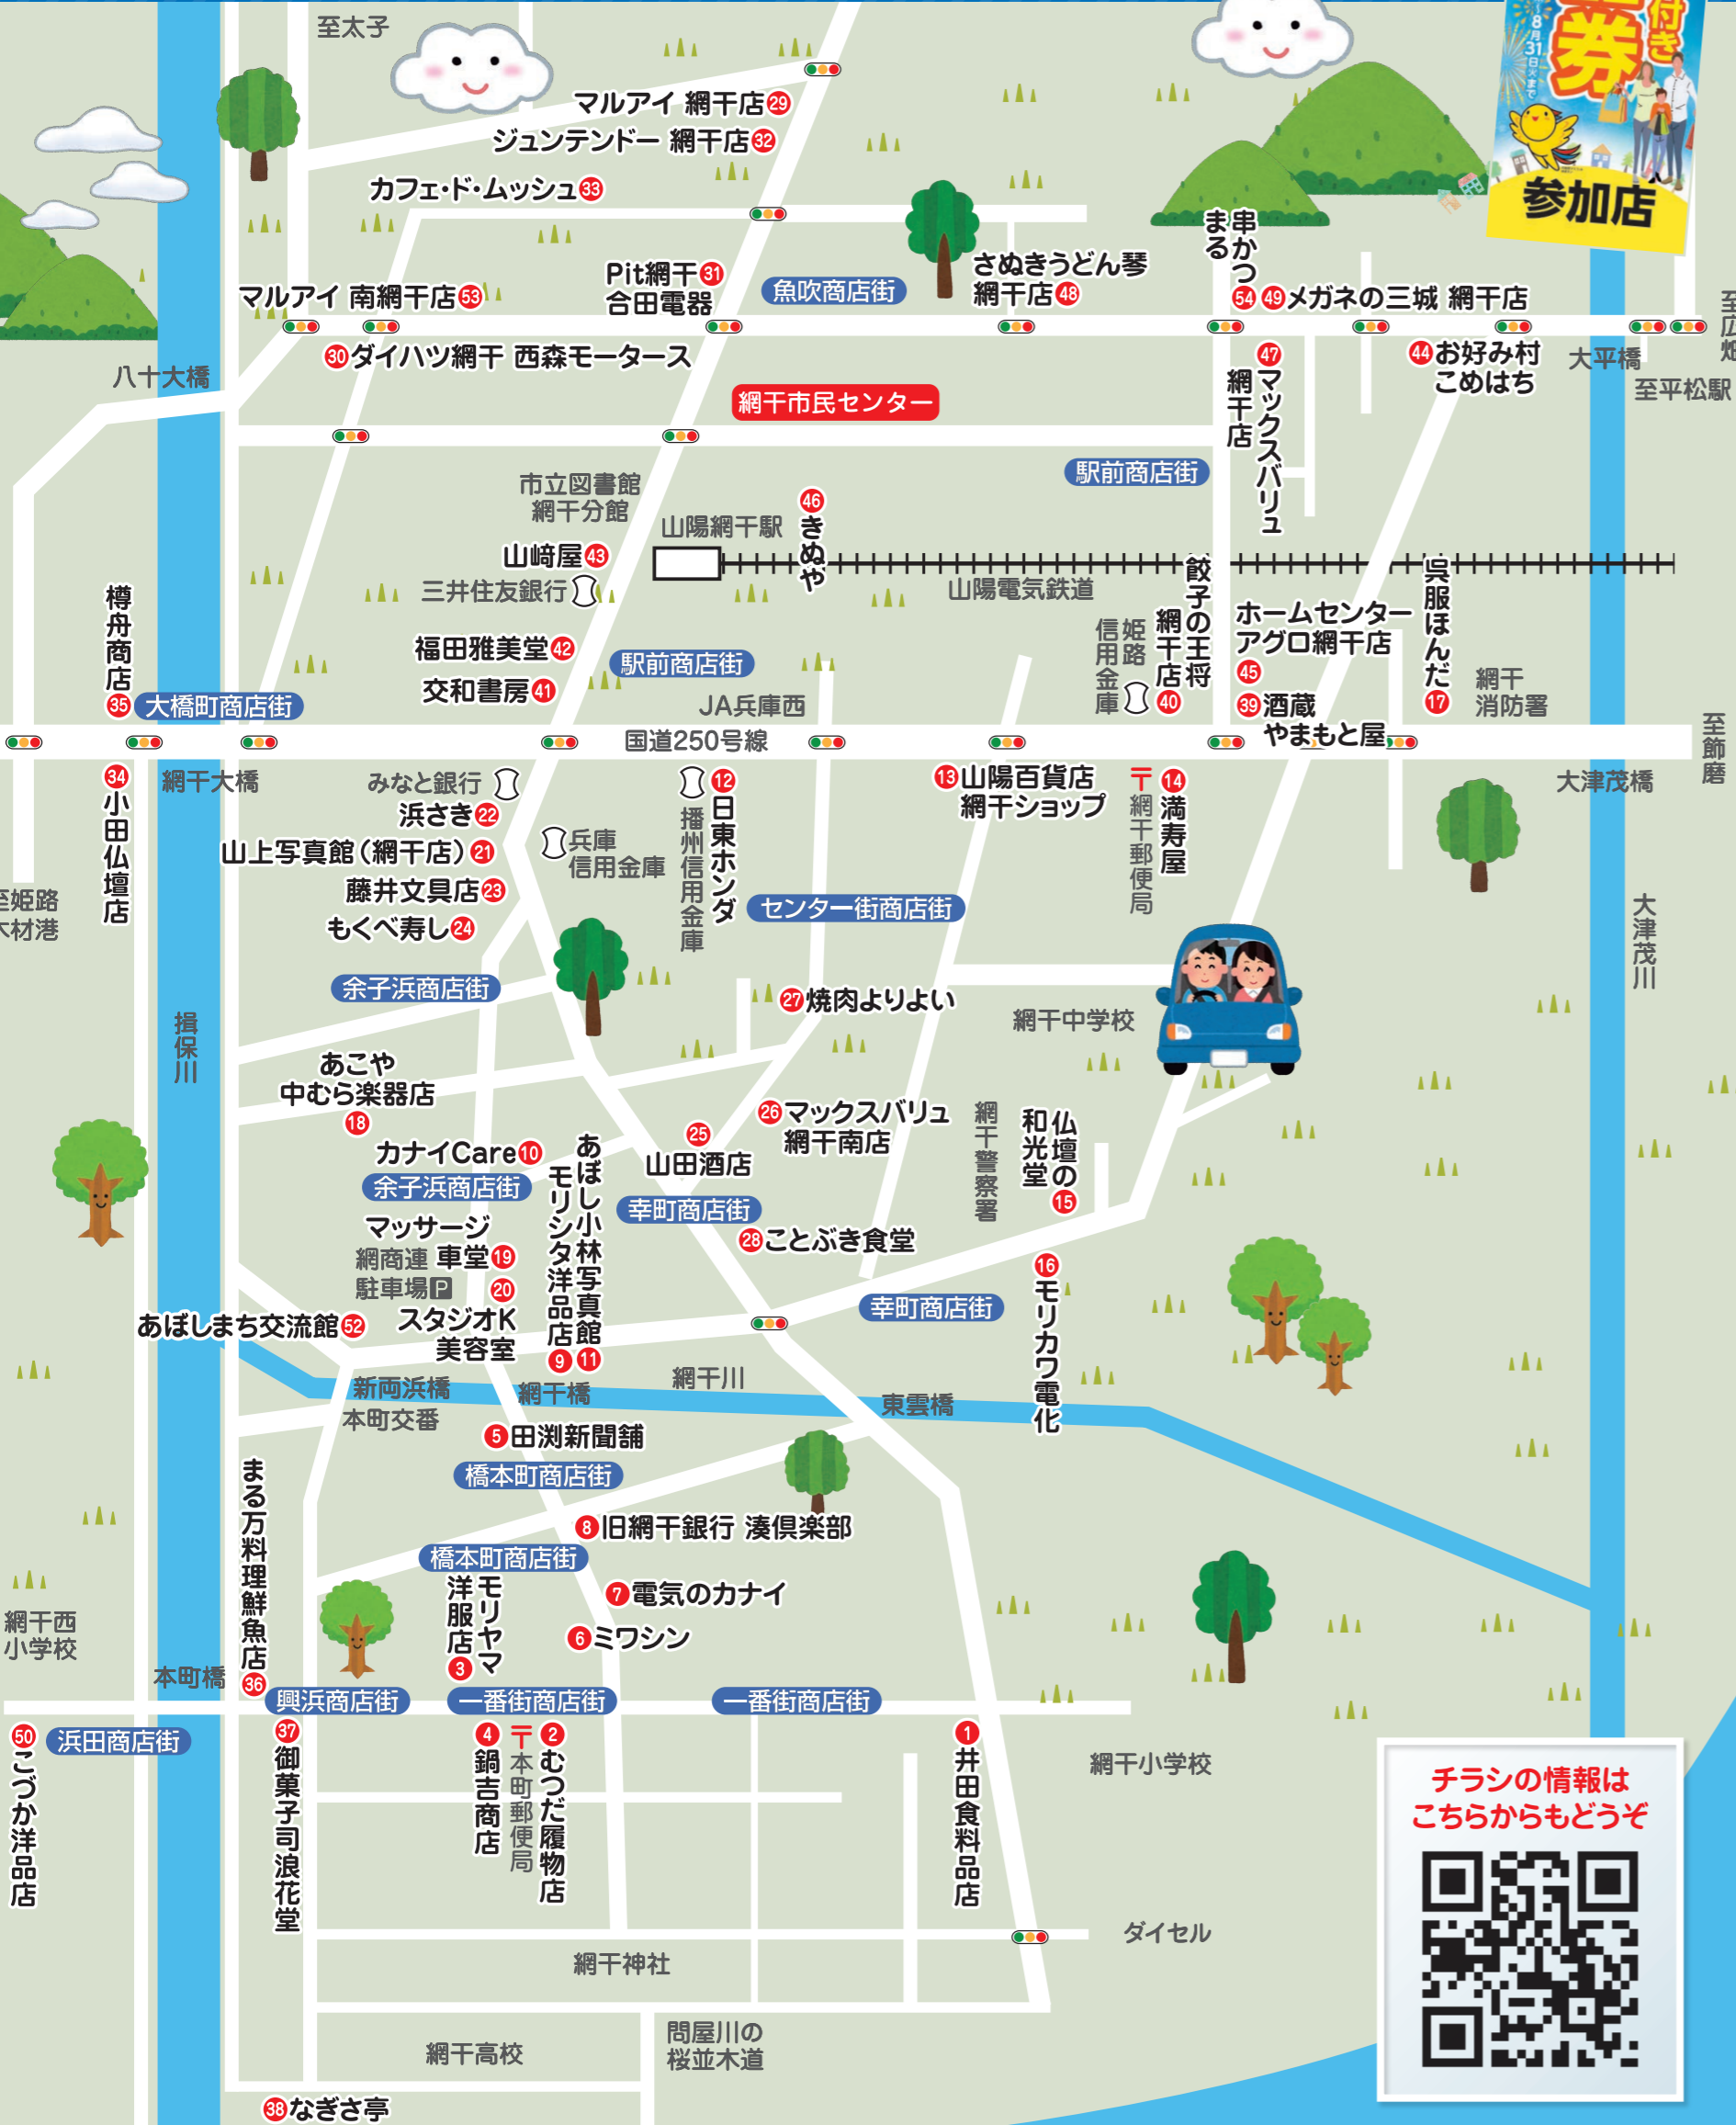 至太子
付き
券
8月31日(火)まで
参加店
マルアイ 網干店㉙
ジュンテンドー 網干店㉜
カフェ・ド・ムッシュ㉝
串かつ
まる
54
Pit網干㉛
合田電器
魚吹商店街
さぬきうどん琴
網干店㊽
マルアイ 南網干店53
㊾メガネの三城 網干店
至広畑
㉚ダイハツ網干 西森モータース
㊹お好み村
こめはち
大平橋
至平松駅
八十大橋
網干市民センター
㊼マックスバリュ
網干店
駅前商店街
市立図書館
網干分館
山陽網干駅
㊻きぬや
山﨑屋㊸
三井住友銀行
山陽電気鉄道
餃子の王将
網干店㊵
呉服ほんだ⑰
樽舟商店㉟
ホームセンター
アグロ網干店
㊺
姫路
信用金庫
福田雅美堂㊷
駅前商店街
交和書房㊶
網干
消防署
大橋町商店街
JA兵庫西
㊴酒蔵
やまもと屋
国道250号線
至飾磨
㉞小田仏壇店
網干大橋
みなと銀行
⑫日東ホンダ
播州信用金庫
⑬山陽百貨店
網干ショップ
⑭満寿屋
〒網干郵便局
大津茂橋
浜さき㉒
兵庫
信用金庫
山上写真館(網干店)㉑
藤井文具店㉓
もくべ寿し㉔
センター街商店街
至姫路
木材港
大津茂川
余子浜商店街
㉗焼肉よりよい
網干中学校
揖保川
あこや
中むら楽器店
⑱
㉖マックスバリュ
網干南店
網干警察署
仏壇の
和光堂
⑮
㉕
山田酒店
カナイCare⑩
余子浜商店街
あぼし小林写真館⑪
モリシタ洋品店⑨
幸町商店街
㉘ことぶき食堂
マッサージ
車堂⑲
網商連
駐車場P
⑳
スタジオK
美容室
⑯モリカワ電化
幸町商店街
あぼしまち交流館52
新両浜橋
網干橋
網干川
東雲橋
本町交番
⑤田渕新聞舗
橋本町商店街
まる万料理鮮魚店㊱
⑧旧網干銀行 湊倶楽部
橋本町商店街
モリヤマ
洋服店③
⑦電気のカナイ
⑥ミワシン
網干西
小学校
本町橋
興浜商店街
一番街商店街
一番街商店街
㊿こづか洋品店
浜田商店街
㊲御菓子司浪花堂
④鍋吉商店
〒本町郵便局
②むつだ履物店
①井田食料品店
網干小学校
チラシの情報は
こちらからもどうぞ
ダイセル
網干神社
網干高校
問屋川の
桜並木道
㊳なぎさ亭